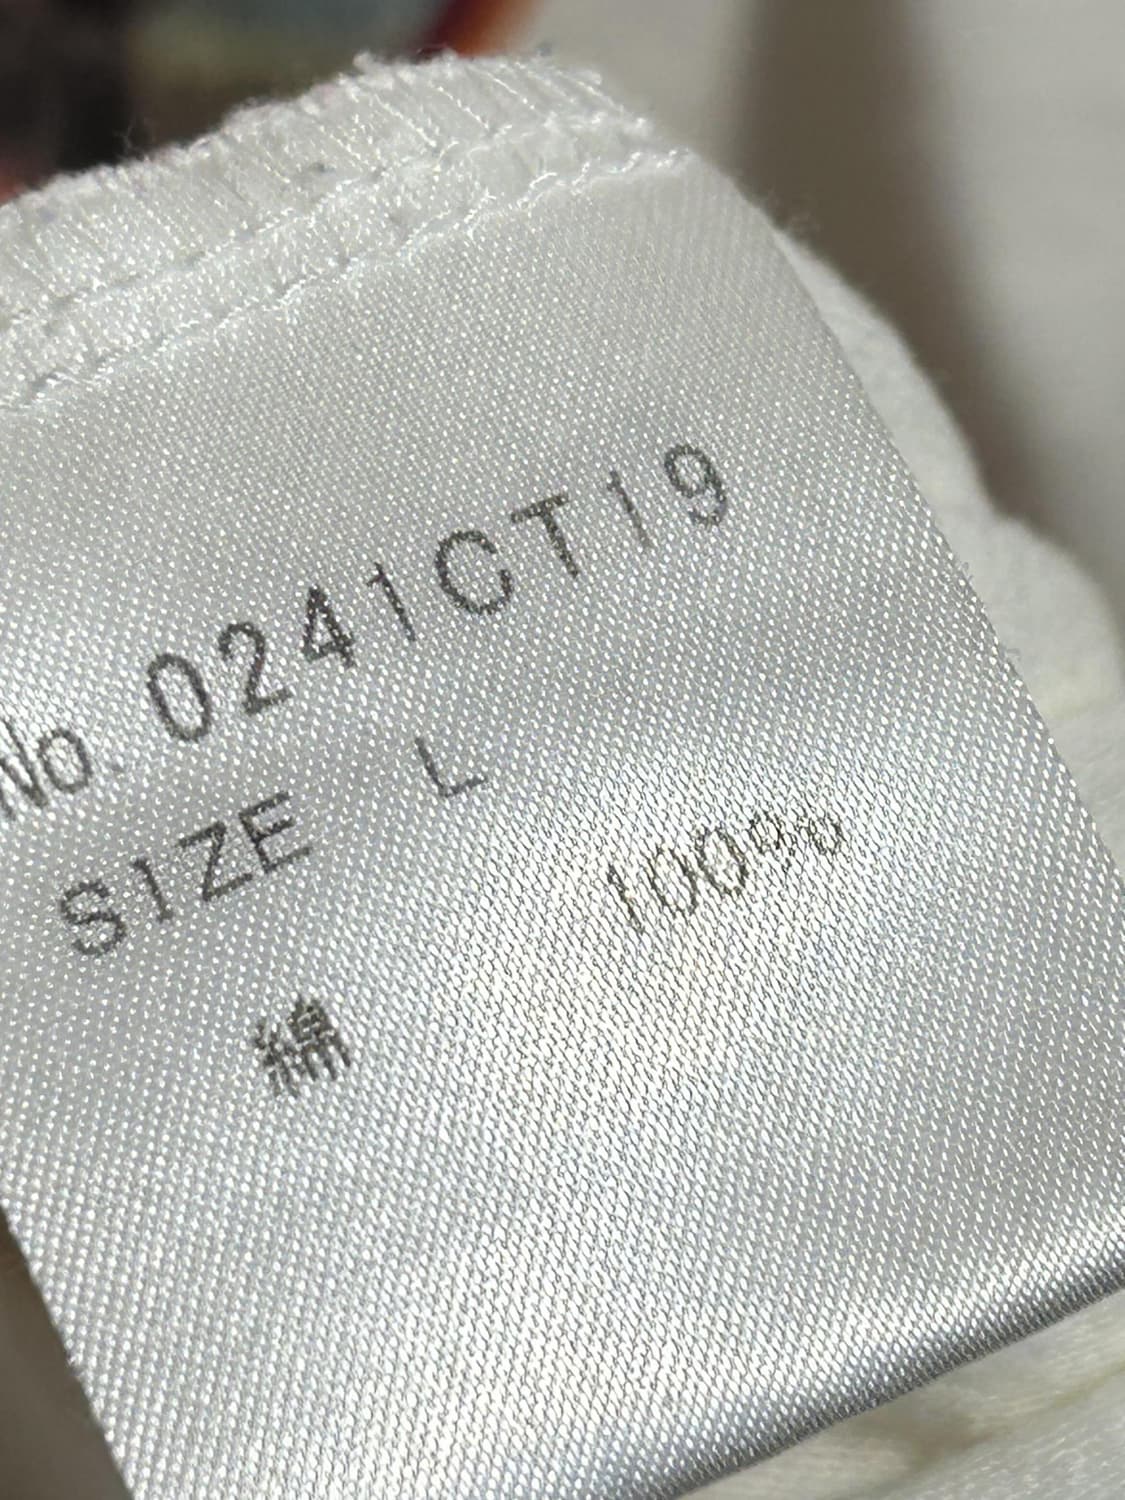 No. 0241CT19
SIZE L
綿 100%